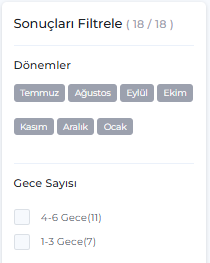 Sonuçları Filtrele ( 18 / 18 )
Dönemler
Temmuz Ağustos Eylül Ekim
Kasım Aralık Ocak
Gece Sayısı
4-6 Gece(11)
1-3 Gece(7)